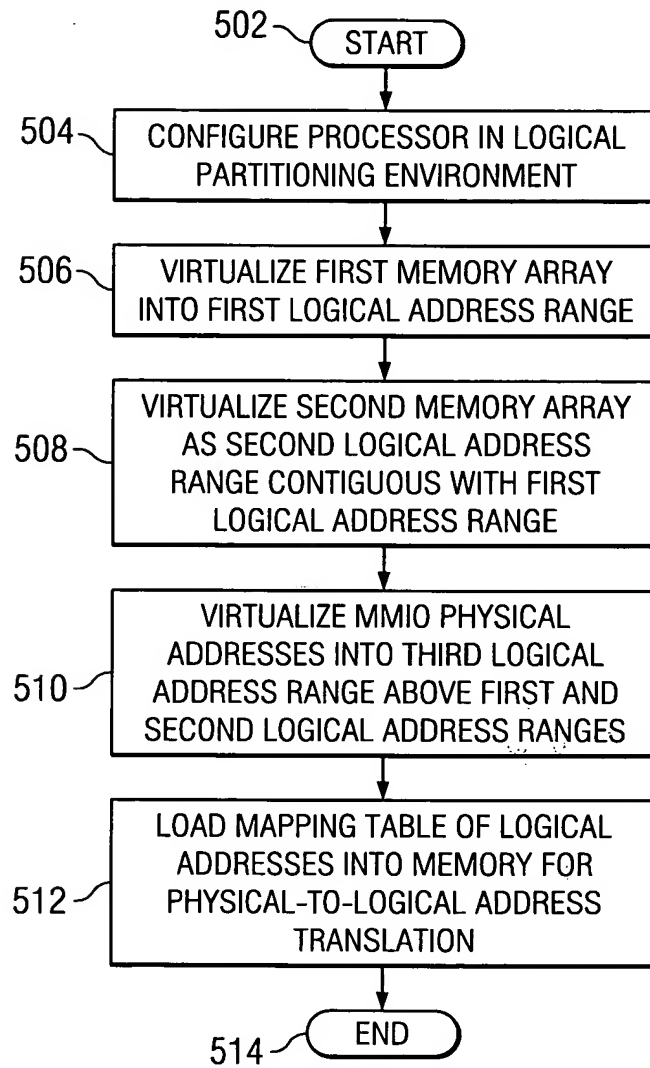 502
START
504
CONFIGURE PROCESSOR IN LOGICAL
PARTITIONING ENVIRONMENT
506
VIRTUALIZE FIRST MEMORY ARRAY
INTO FIRST LOGICAL ADDRESS RANGE
508
VIRTUALIZE SECOND MEMORY ARRAY
AS SECOND LOGICAL ADDRESS
RANGE CONTIGUOUS WITH FIRST
LOGICAL ADDRESS RANGE
510
VIRTUALIZE MMIO PHYSICAL
ADDRESSES INTO THIRD LOGICAL
ADDRESS RANGE ABOVE FIRST AND
SECOND LOGICAL ADDRESS RANGES
512
LOAD MAPPING TABLE OF LOGICAL
ADDRESSES INTO MEMORY FOR
PHYSICAL-TO-LOGICAL ADDRESS
TRANSLATION
514
END